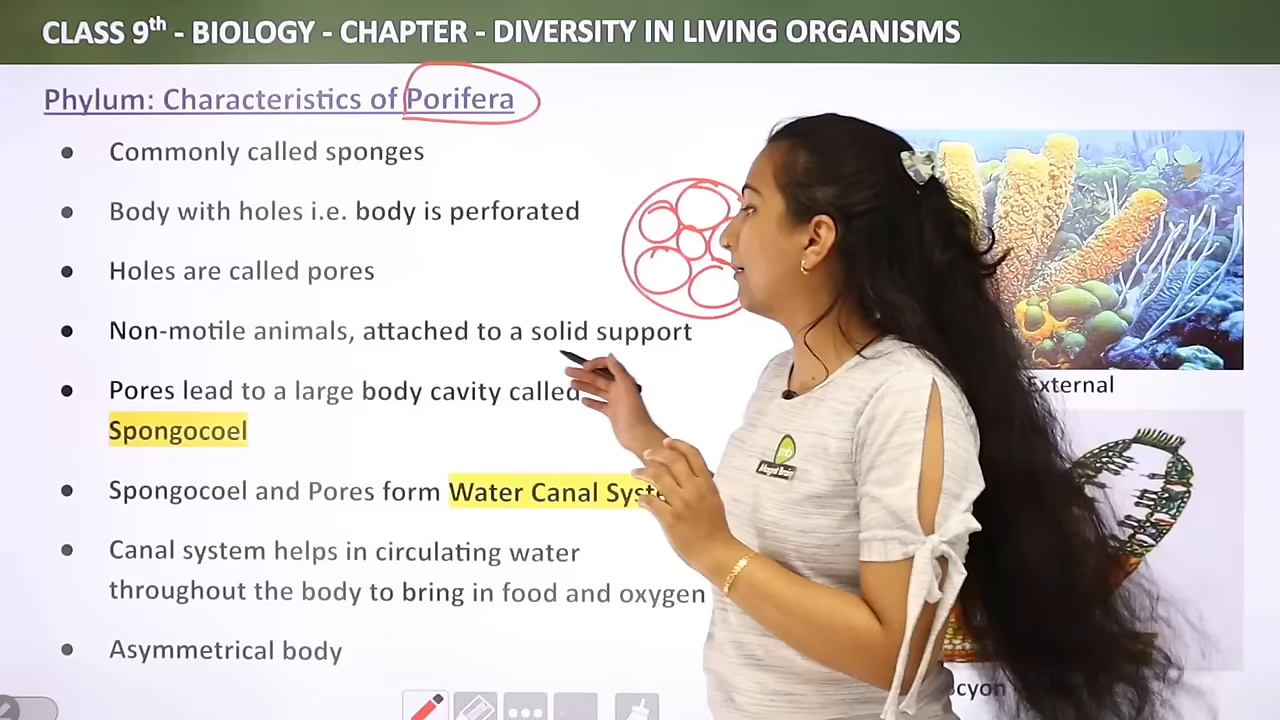 CLASS 9th - BIOLOGY - CHAPTER - DIVERSITY IN LIVING ORGANISMS
Phylum: Characteristics of Porifera
Commonly called sponges
Body with holes i.e. body is perforated
Holes are called pores
Non-motile animals, attached to a solid support
Pores lead to a large body cavity called
Spongocoel
Spongocoel and Pores form Water Canal
Canal system helps in circulating water
throughout the body to bring in food and oxygen
Asymmetrical body
External
Magnet Brains